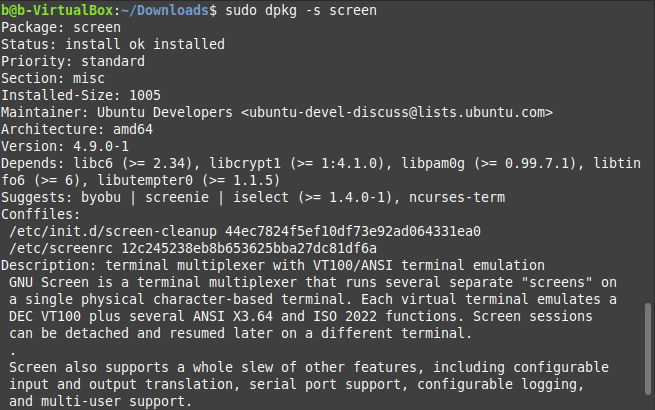 b@b-VirtualBox:~/Downloads$ sudo dpkg -s screen
Package: screen
Status: install ok installed
Priority: standard
Section: misc
Installed-Size: 1005
Maintainer: Ubuntu Developers <ubuntu-devel-discuss@lists.ubuntu.com>
Architecture: amd64
Version: 4.9.0-1
Depends: libc6 (>= 2.34), libcrypt1 (>= 1:4.1.0), libpam0g (>= 0.99.7.1), libtin
fo6 (>= 6), libutempter0 (>= 1.1.5)
Suggests: byobu | screenie | iselect (>= 1.4.0-1), ncurses-term
Conffiles:
 /etc/init.d/screen-cleanup 44ec7824f5ef10df73e92ad064331ea0
 /etc/screenrc 12c245238eb8b653625bba27dc81df6a
Description: terminal multiplexer with VT100/ANSI terminal emulation
 GNU Screen is a terminal multiplexer that runs several separate "screens" on
 a single physical character-based terminal. Each virtual terminal emulates a
 DEC VT100 plus several ANSI X3.64 and ISO 2022 functions. Screen sessions
 can be detached and resumed later on a different terminal.
 .
 Screen also supports a whole slew of other features, including configurable
 input and output translation, serial port support, configurable logging,
 and multi-user support.